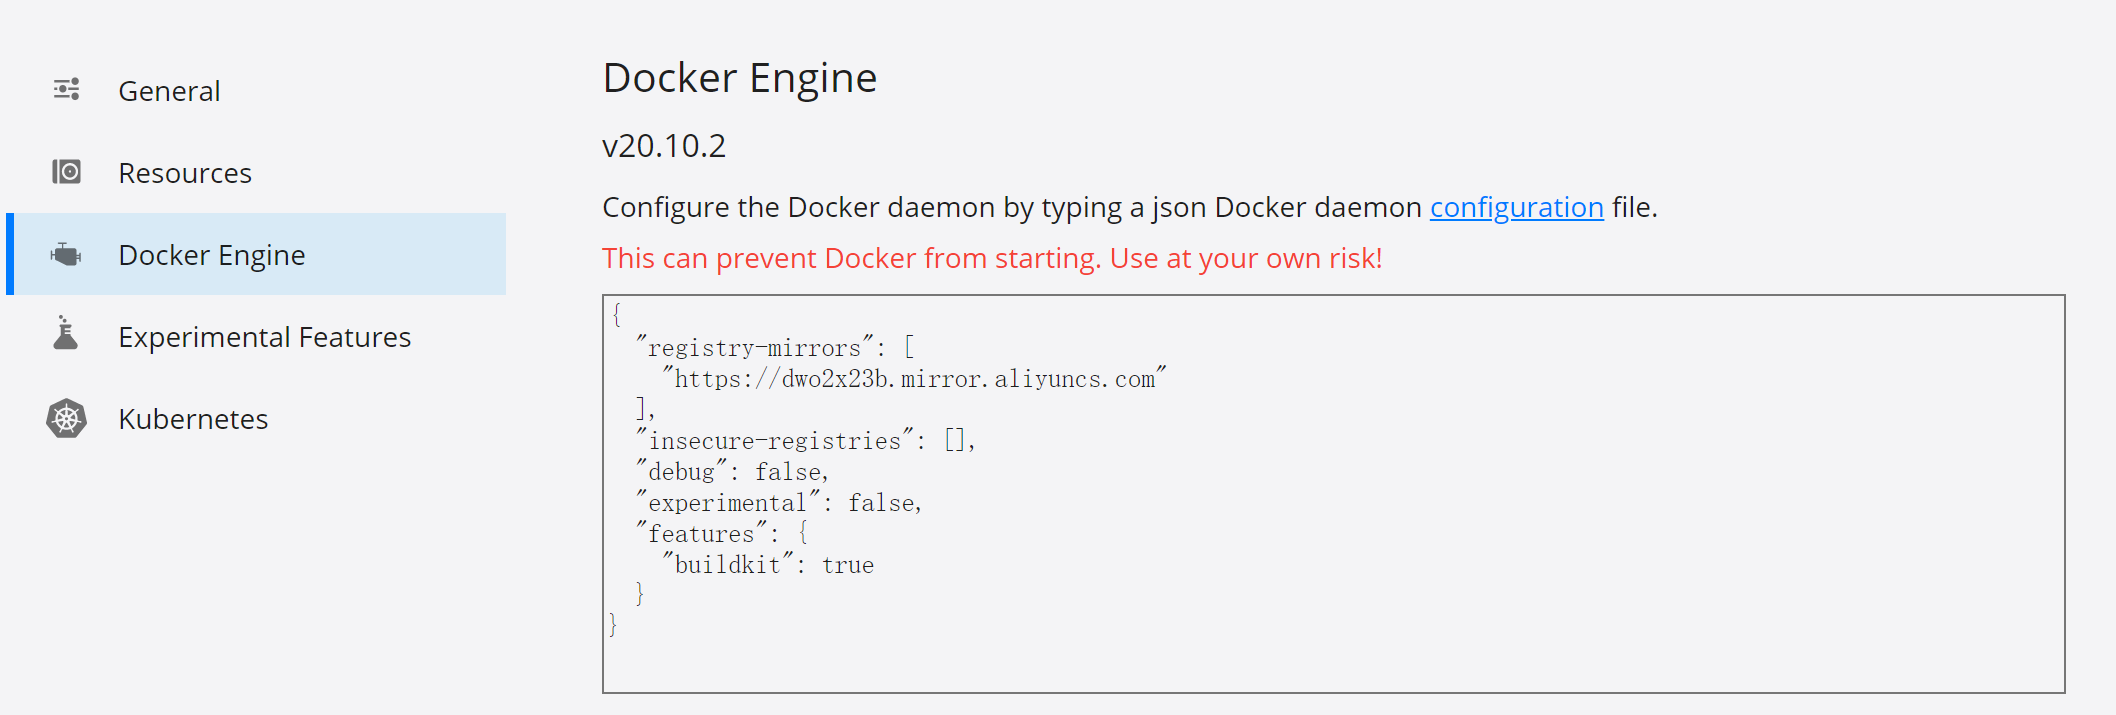 General
Resources
Docker Engine
Experimental Features
Kubernetes
Docker Engine
v20.10.2
Configure the Docker daemon by typing a json Docker daemon configuration file.
This can prevent Docker from starting. Use at your own risk!
{
  "registry-mirrors": [
    "https://dwo2x23b.mirror.aliyuncs.com"
  ],
  "insecure-registries": [],
  "debug": false,
  "experimental": false,
  "features": {
    "buildkit": true
  }
}